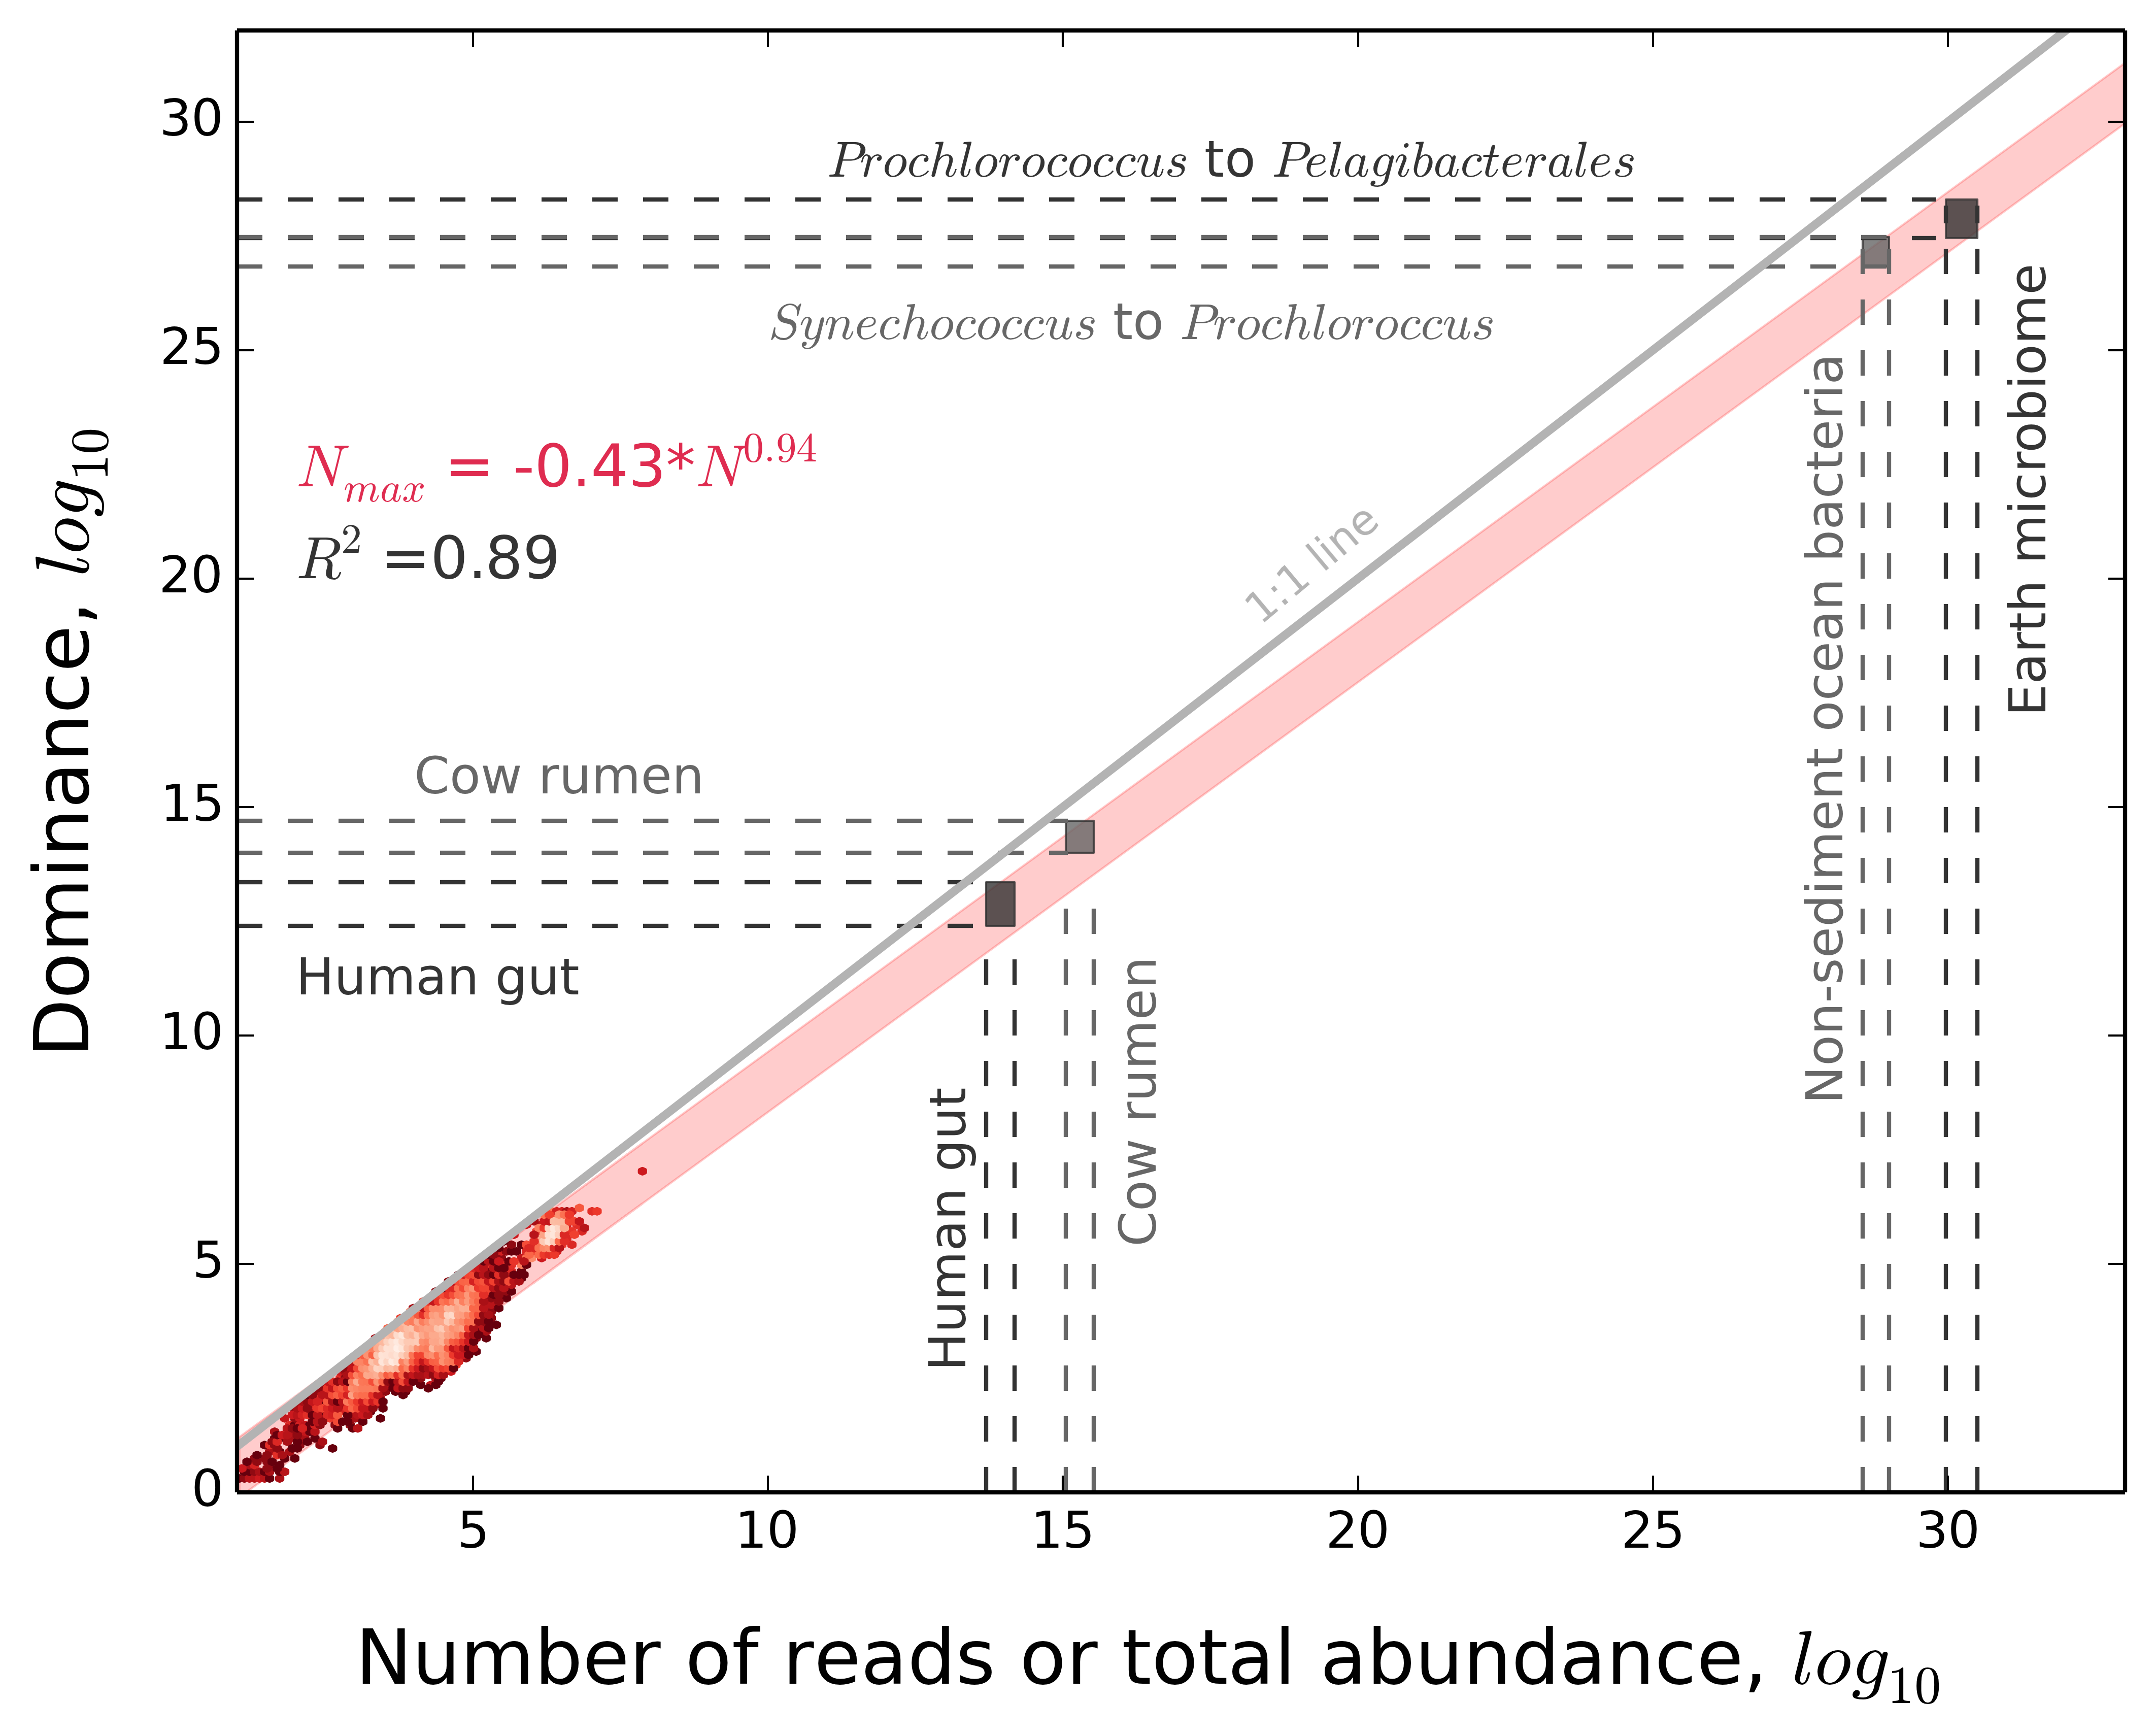 30
25
20
15
10
5
0
Dominance, log10
Prochlorococcus to Pelagibacterales
Synechococcus to Prochloroccus
Nmax = -0.43*N^0.94
R² =0.89
1:1 line
Cow rumen
Human gut
Human gut
Cow rumen
Non-sediment ocean bacteria
Earth microbiome
5 10 15 20 25 30
Number of reads or total abundance, log10